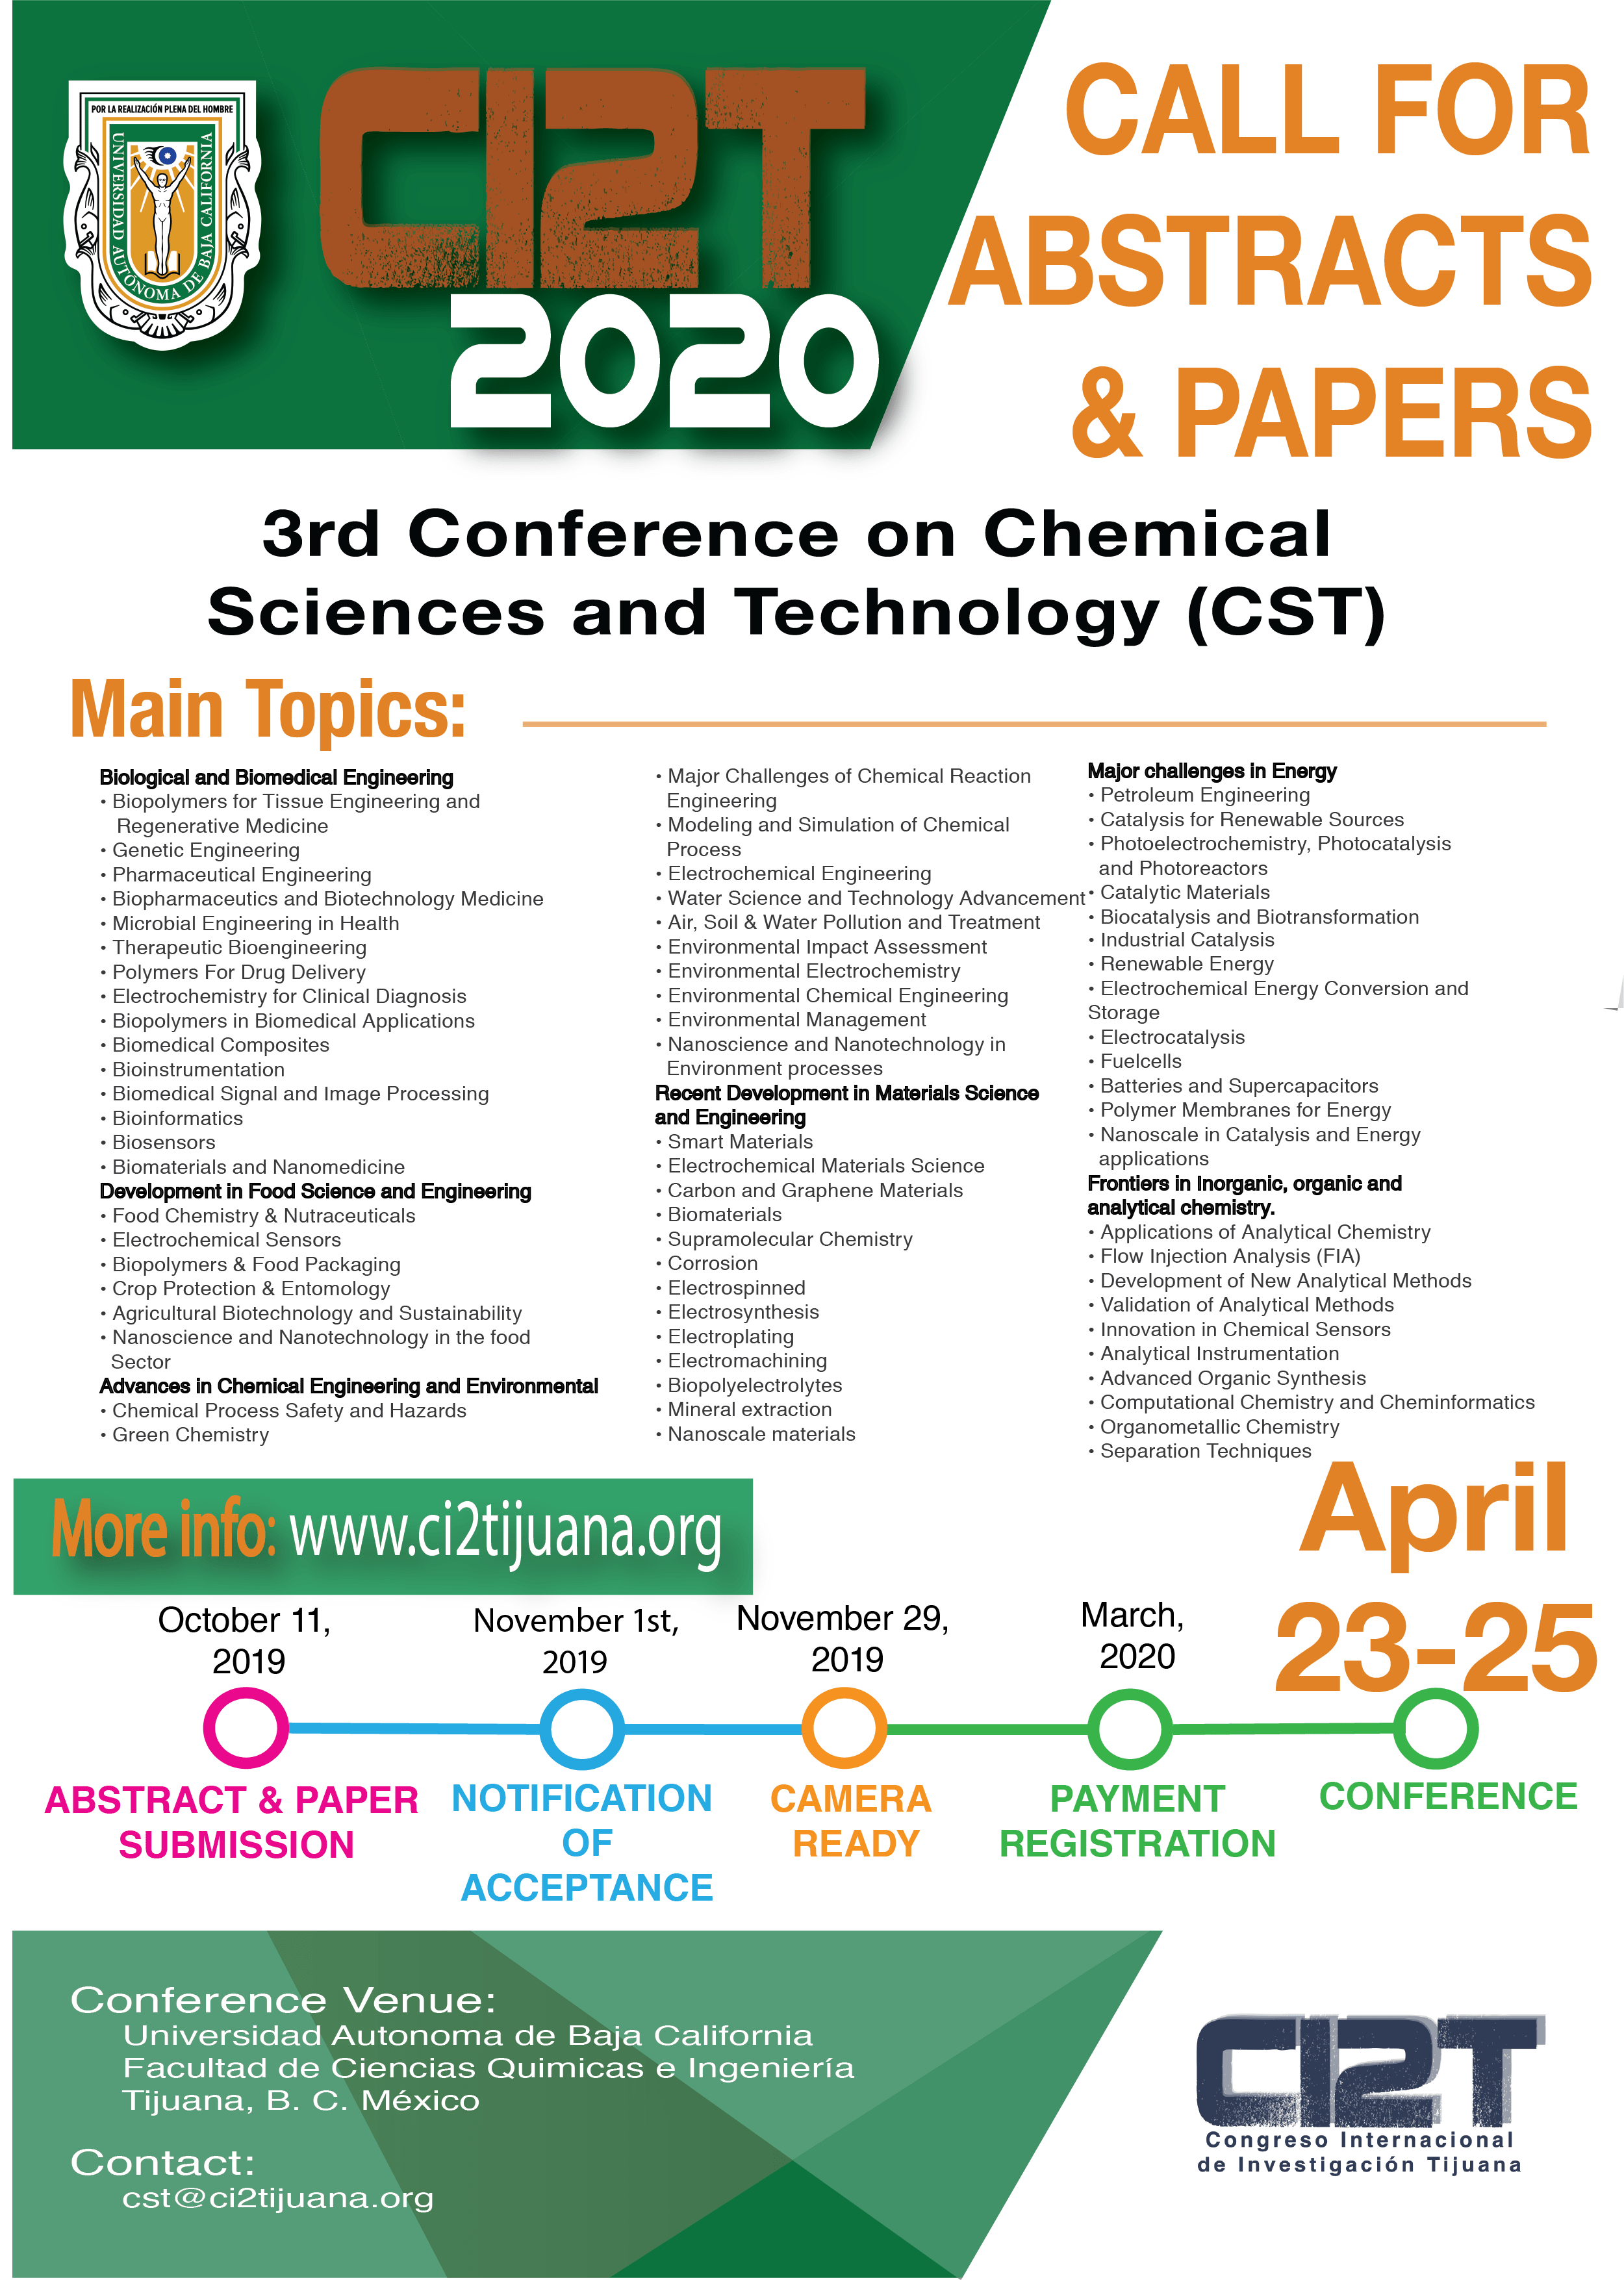 POR LA REALIZACIÓN PLENA DEL HOMBRE
UNIVERSIDAD AUTÓNOMA DE BAJA CALIFORNIA
CI2T
2020
CALL FOR
ABSTRACTS
& PAPERS
3rd Conference on Chemical
Sciences and Technology (CST)
Main Topics:
Biological and Biomedical Engineering
• Biopolymers for Tissue Engineering and
Regenerative Medicine
• Genetic Engineering
• Pharmaceutical Engineering
• Biopharmaceutics and Biotechnology Medicine
• Microbial Engineering in Health
• Therapeutic Bioengineering
• Polymers For Drug Delivery
• Electrochemistry for Clinical Diagnosis
• Biopolymers in Biomedical Applications
• Biomedical Composites
• Bioinstrumentation
• Biomedical Signal and Image Processing
• Bioinformatics
• Biosensors
• Biomaterials and Nanomedicine
Development in Food Science and Engineering
• Food Chemistry & Nutraceuticals
• Electrochemical Sensors
• Biopolymers & Food Packaging
• Crop Protection & Entomology
• Agricultural Biotechnology and Sustainability
• Nanoscience and Nanotechnology in the food
Sector
Advances in Chemical Engineering and Environmental
• Chemical Process Safety and Hazards
• Green Chemistry
• Major Challenges of Chemical Reaction
Engineering
• Modeling and Simulation of Chemical
Process
• Electrochemical Engineering
• Water Science and Technology Advancement
• Air, Soil & Water Pollution and Treatment
• Environmental Impact Assessment
• Environmental Electrochemistry
• Environmental Chemical Engineering
• Environmental Management
• Nanoscience and Nanotechnology in
Environment processes
Recent Development in Materials Science
and Engineering
• Smart Materials
• Electrochemical Materials Science
• Carbon and Graphene Materials
• Biomaterials
• Supramolecular Chemistry
• Corrosion
• Electrospinned
• Electrosynthesis
• Electroplating
• Electromachining
• Biopolyelectrolytes
• Mineral extraction
• Nanoscale materials
Major challenges in Energy
• Petroleum Engineering
• Catalysis for Renewable Sources
• Photoelectrochemistry, Photocatalysis
and Photoreactors
• Catalytic Materials
• Biocatalysis and Biotransformation
• Industrial Catalysis
• Renewable Energy
• Electrochemical Energy Conversion and
Storage
• Electrocatalysis
• Fuelcells
• Batteries and Supercapacitors
• Polymer Membranes for Energy
• Nanoscale in Catalysis and Energy
applications
Frontiers in Inorganic, organic and
analytical chemistry.
• Applications of Analytical Chemistry
• Flow Injection Analysis (FIA)
• Development of New Analytical Methods
• Validation of Analytical Methods
• Innovation in Chemical Sensors
• Analytical Instrumentation
• Advanced Organic Synthesis
• Computational Chemistry and Cheminformatics
• Organometallic Chemistry
• Separation Techniques
More info: www.ci2tijuana.org
October 11,
2019
ABSTRACT & PAPER
SUBMISSION
November 1st,
2019
NOTIFICATION
OF
ACCEPTANCE
November 29,
2019
CAMERA
READY
March,
2020
PAYMENT
REGISTRATION
April
23-25
CONFERENCE
Conference Venue:
Universidad Autonoma de Baja California
Facultad de Ciencias Quimicas e Ingeniería
Tijuana, B. C. México
Contact:
cst@ci2tijuana.org
CI2T
Congreso Internacional
de Investigación Tijuana